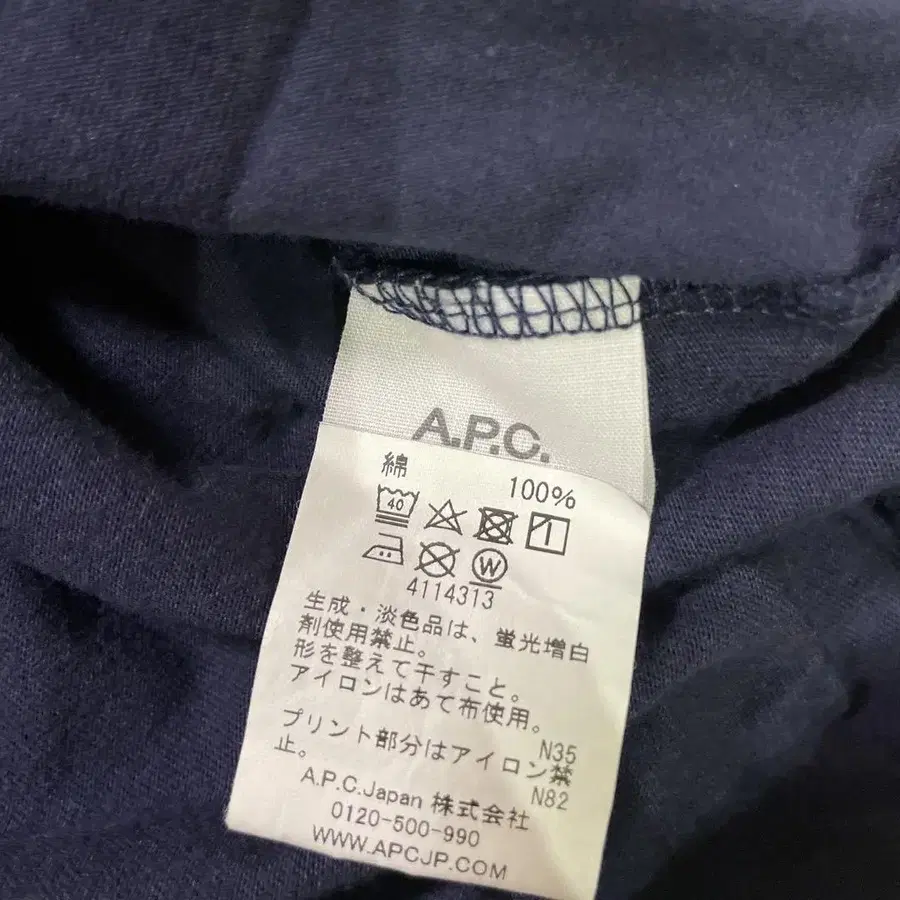 A.P.C.
綿 100%
40
W
4114313
生成・淡色品は、蛍光増白
剤使用禁止。
形を整えて干すこと。
アイロンはあて布使用。
N35
プリント部分はアイロン禁
止。
N82
A.P.C.Japan 株式会社
0120-500-990
WWW.APCJP.COM